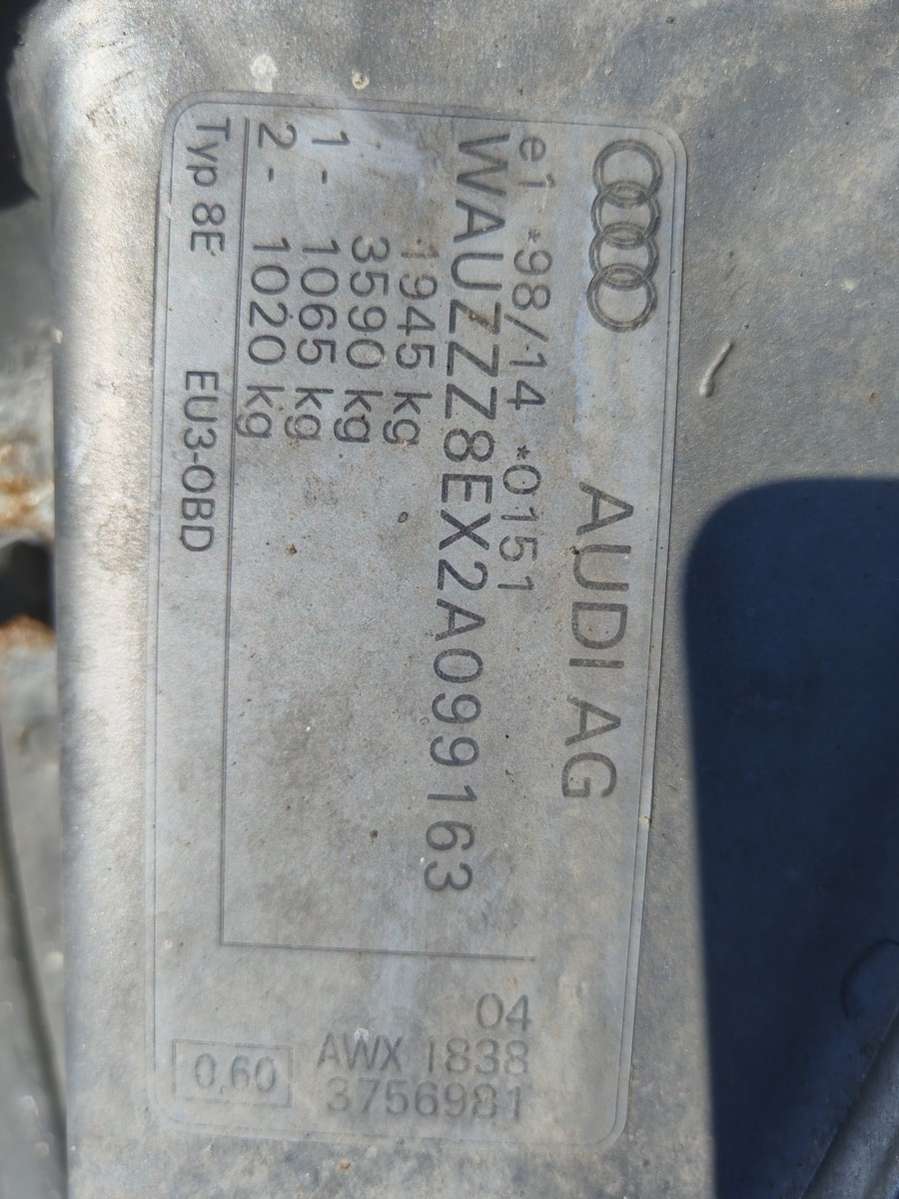 AUDI AG
e1 *98/14 *0151
WAUZZZ8EX2A099163
1945 kg
3590 kg
1 - 1065 kg
2 - 1020 kg
Typ 8E EU3-OBD
04
AWX 1838
3756981
0,60